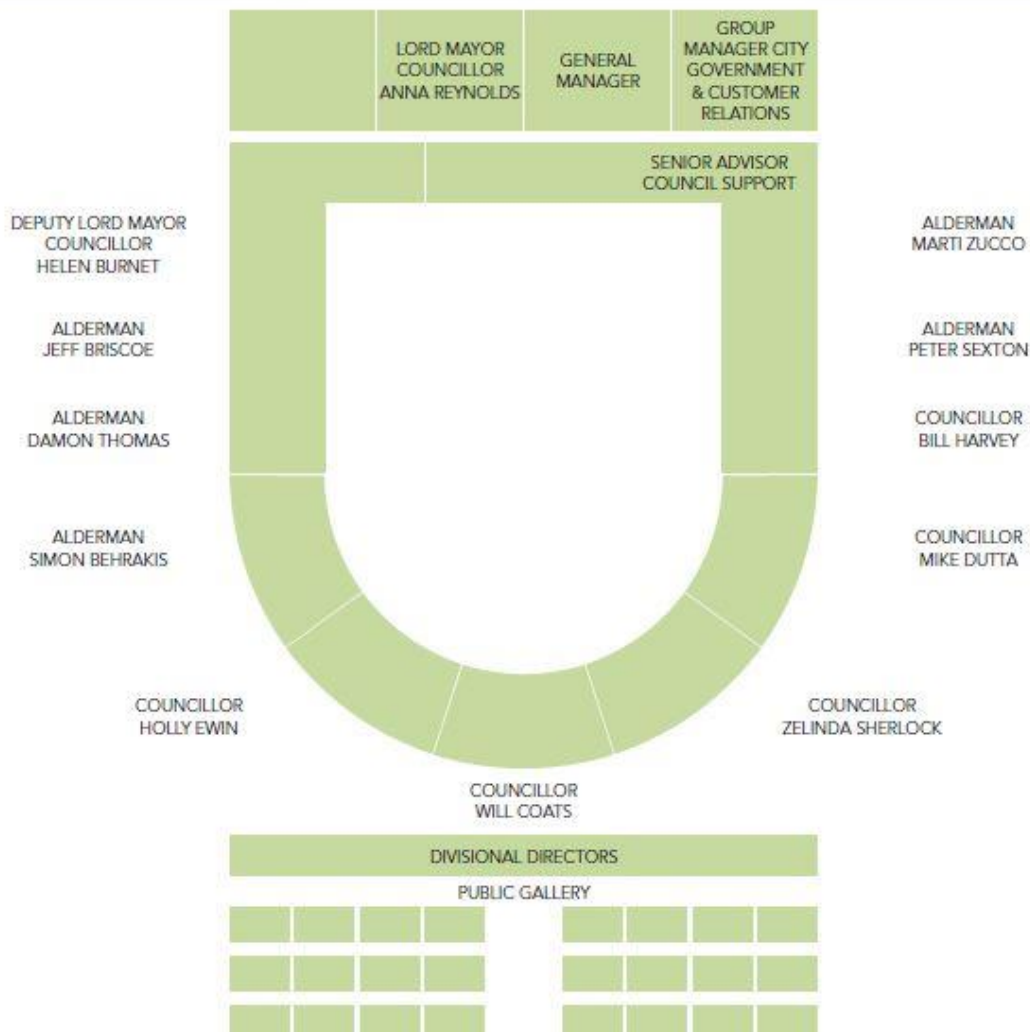 LORD MAYOR
COUNCILLOR
ANNA REYNOLDS
GENERAL
MANAGER
GROUP
MANAGER CITY
GOVERNMENT
& CUSTOMER
RELATIONS
SENIOR ADVISOR
COUNCIL SUPPORT
DEPUTY LORD MAYOR
COUNCILLOR
HELEN BURNET
ALDERMAN
MARTI ZUCCO
ALDERMAN
JEFF BRISCOE
ALDERMAN
PETER SEXTON
ALDERMAN
DAMON THOMAS
COUNCILLOR
BILL HARVEY
ALDERMAN
SIMON BEHRAKIS
COUNCILLOR
MIKE DUTTA
COUNCILLOR
HOLLY EWIN
COUNCILLOR
ZELINDA SHERLOCK
COUNCILLOR
WILL COATS
DIVISIONAL DIRECTORS
PUBLIC GALLERY